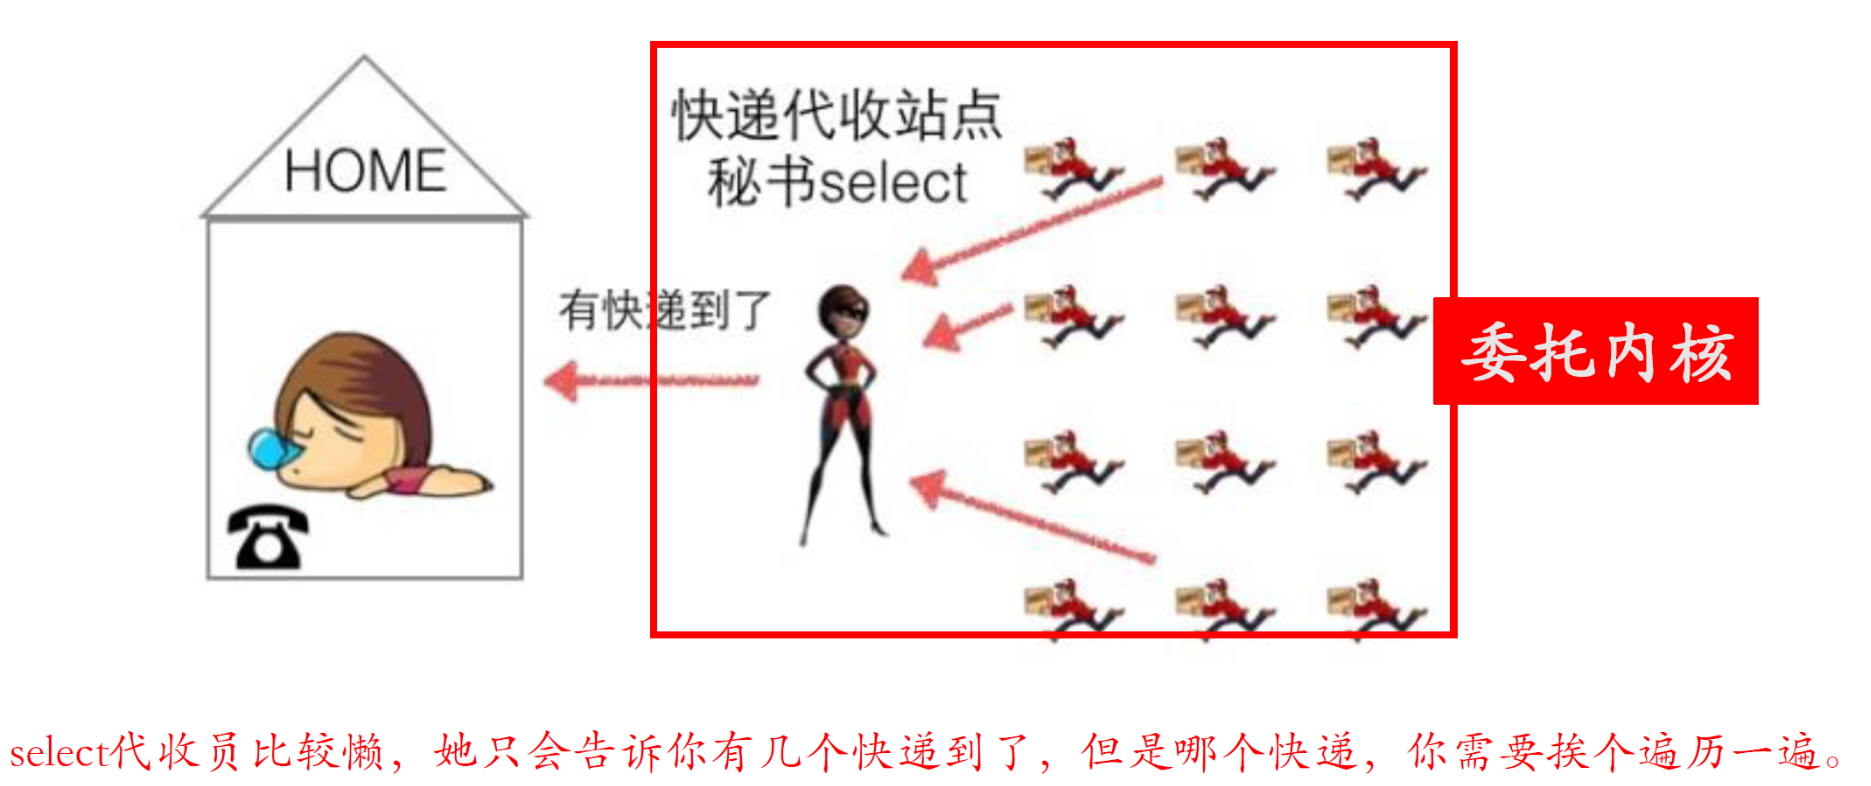 HOME
快递代收站点
秘书select
有快递到了
委托内核
select代收员比较懒，她只会告诉你有几个快递到了，但是哪个快递，你需要挨个遍历一遍。